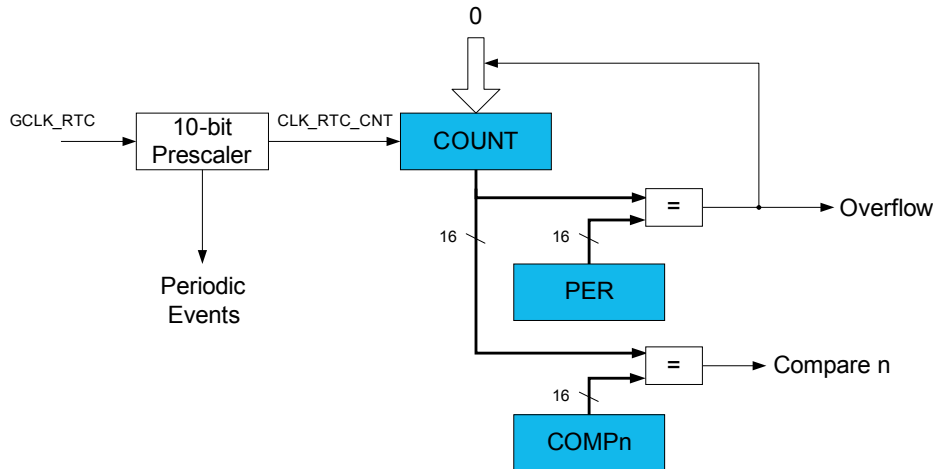 0
GCLK_RTC
10-bit
Prescaler
CLK_RTC_CNT
COUNT
=
Overflow
16
16
Periodic
Events
PER
=
Compare n
16
COMPn